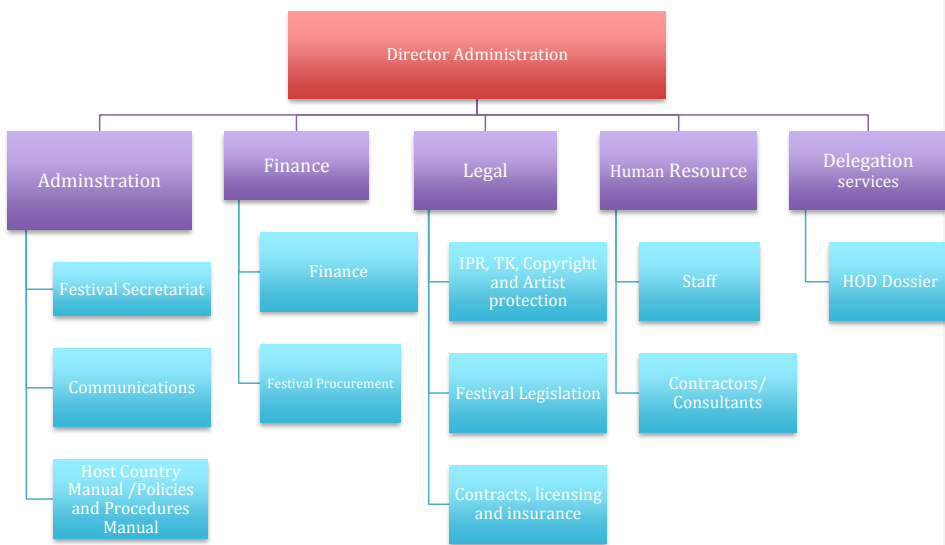 Director Administration
Adminstration
Finance
Legal
Human Resource
Delegation
services
Festival Secretariat
Finance
IPR, TK, Copyright
and Artist
protection
Staff
HOD Dossier
Communications
Festival Procurement
Festival Legislation
Contractors/
Consultants
Host Country
Manual /Policies
and Procedures
Manual
Contracts, licensing
and insurance